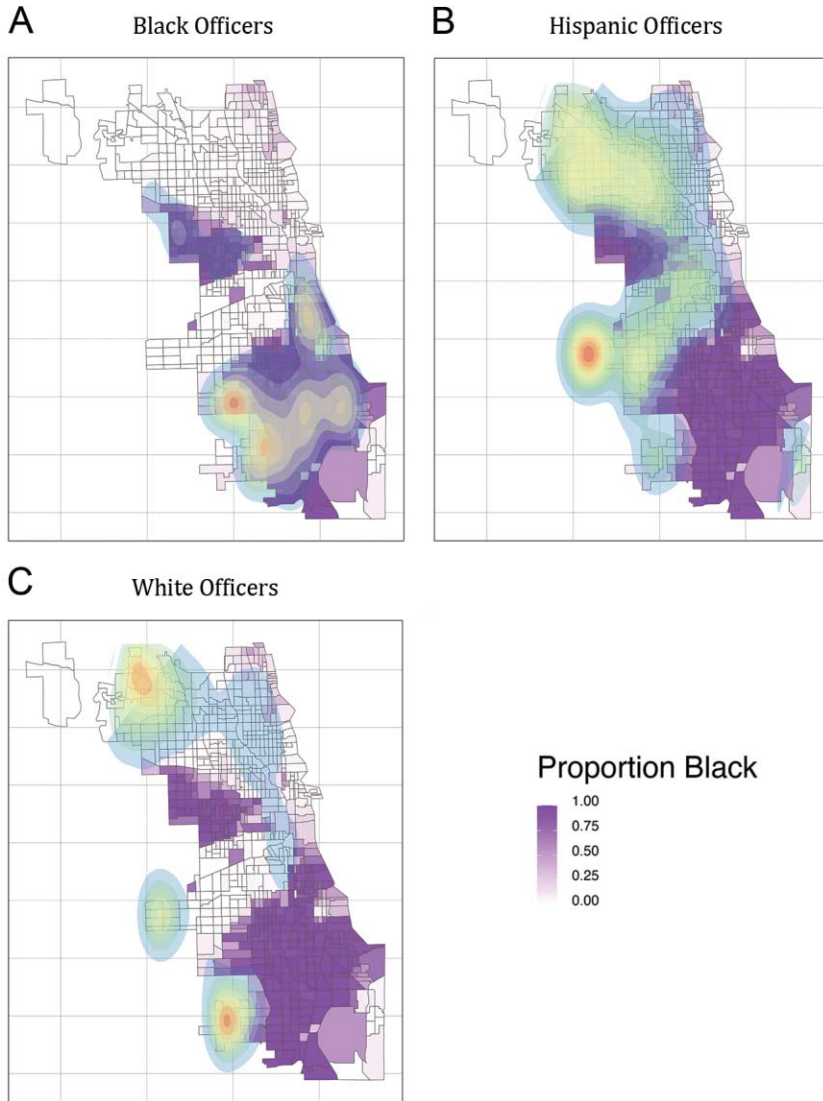 A
Black Officers
B
Hispanic Officers
C
White Officers
Proportion Black
1.00
0.75
0.50
0.25
0.00